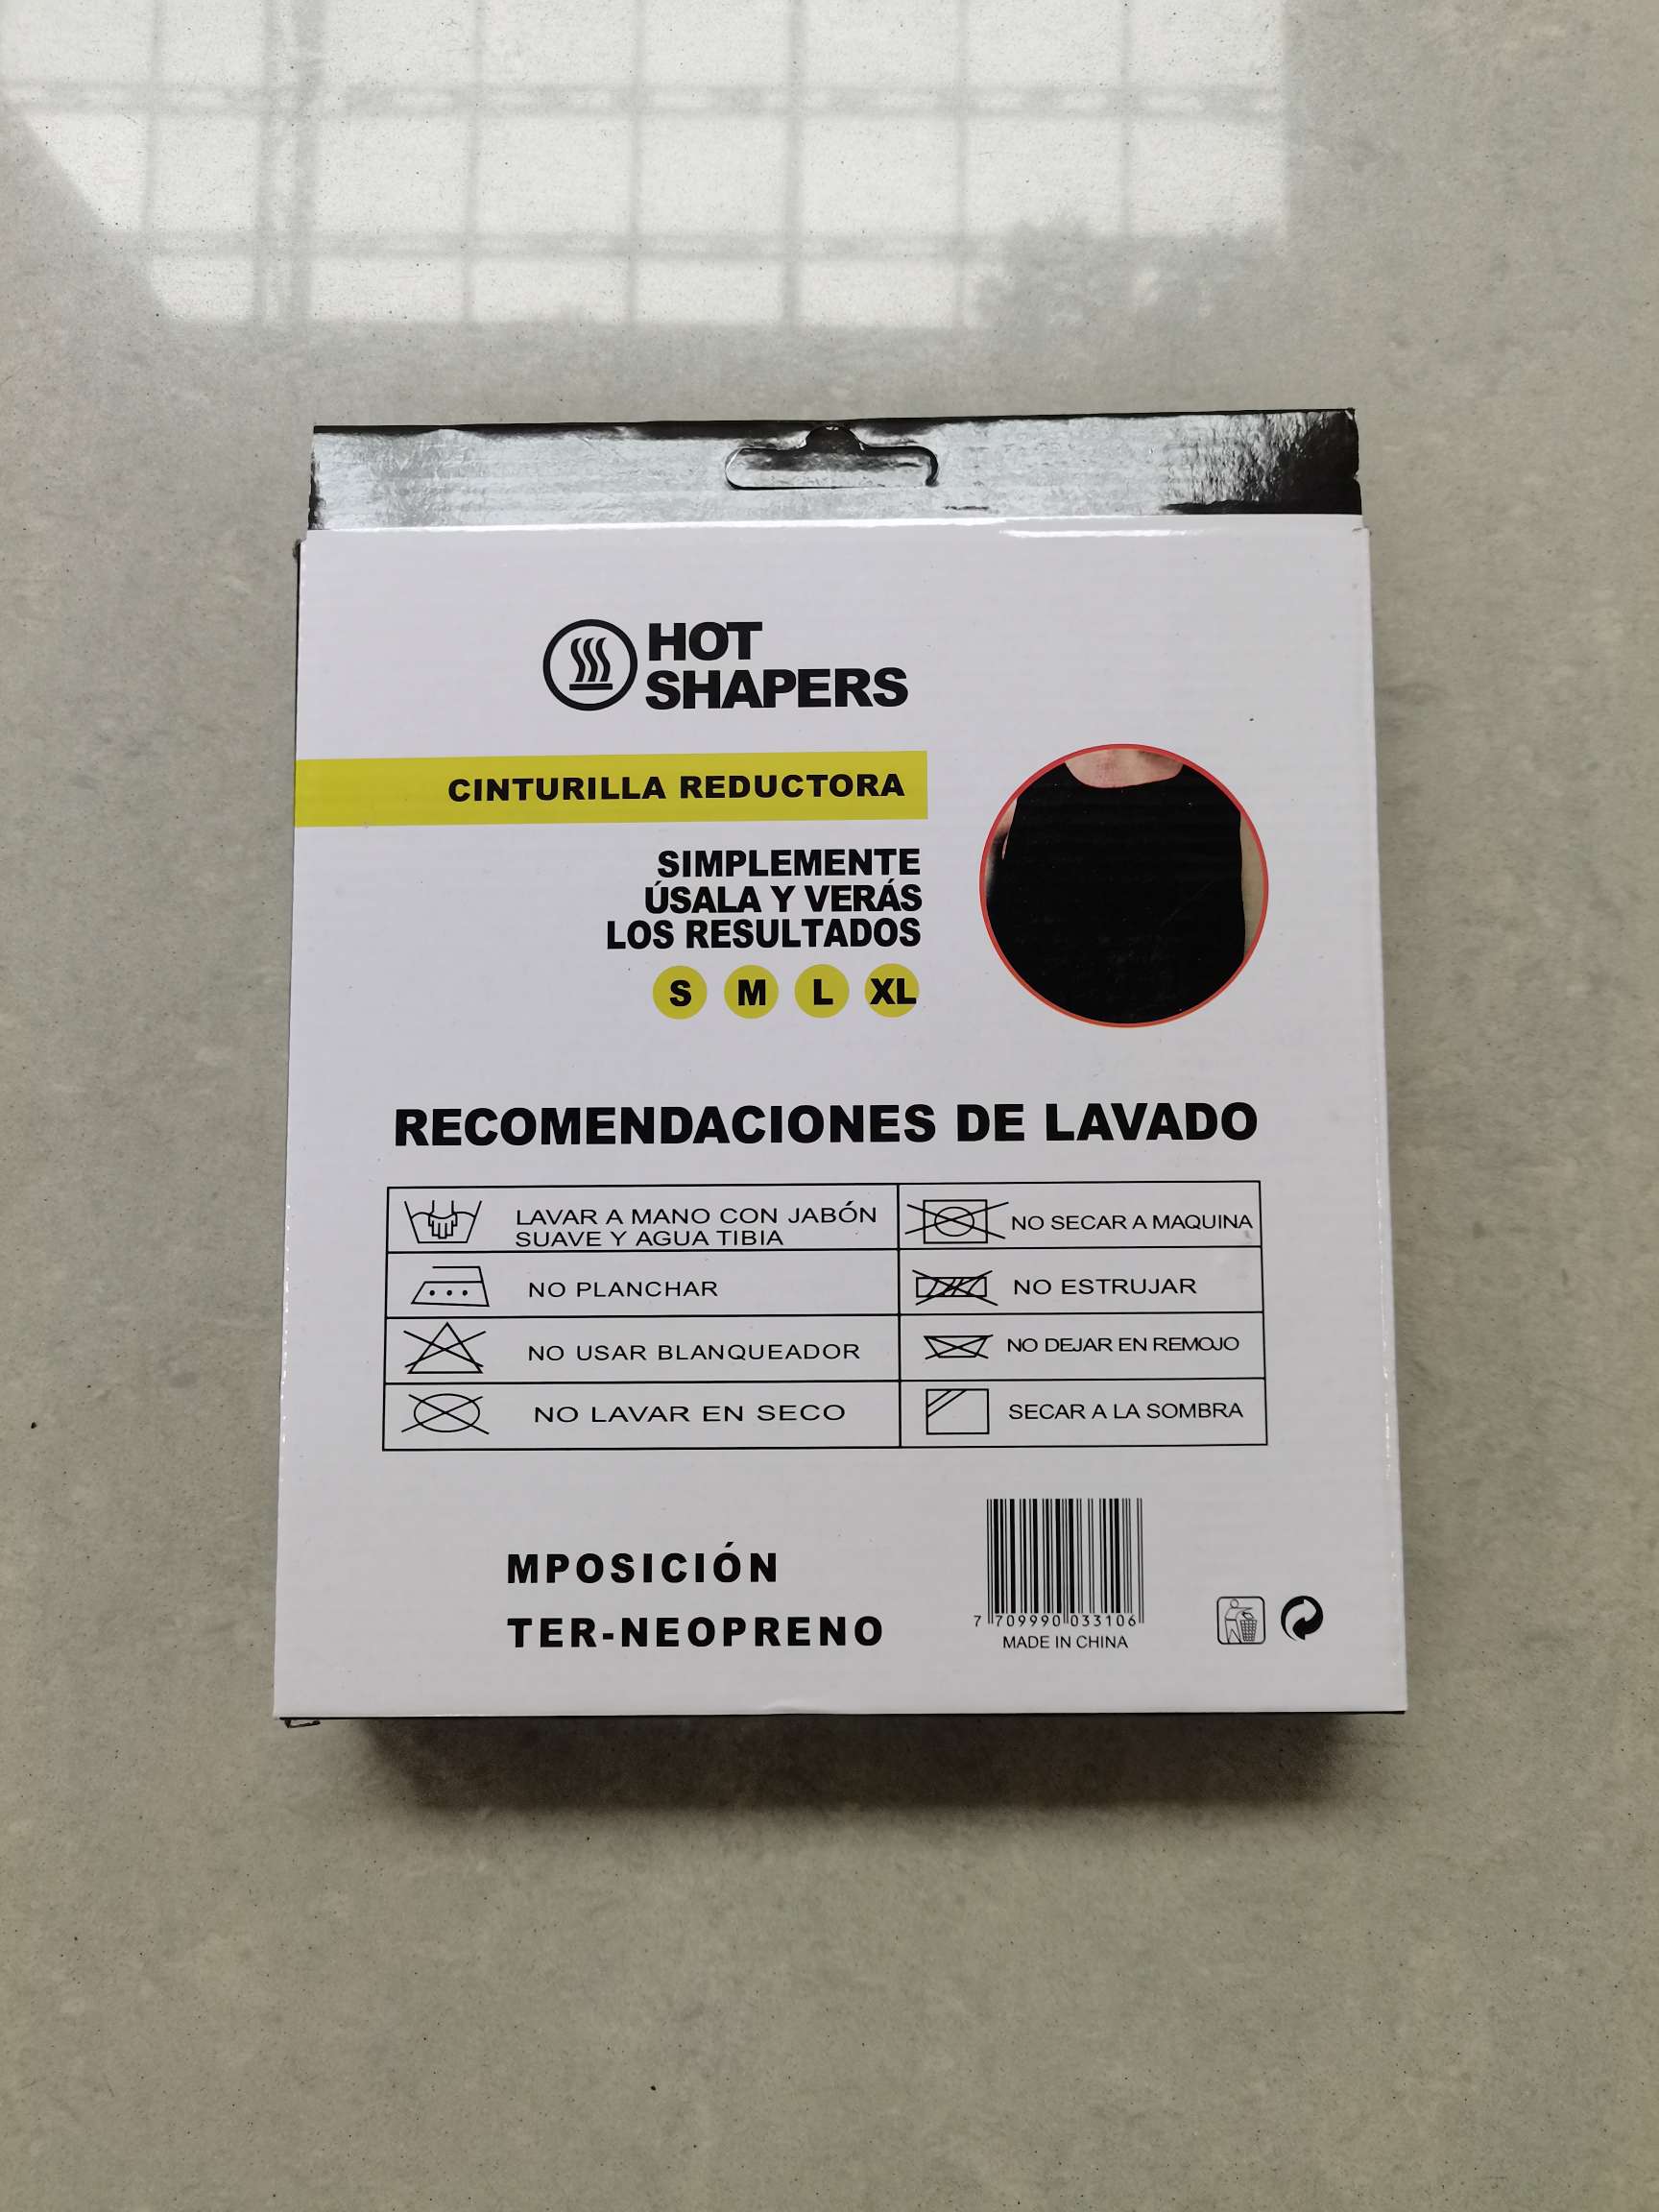 HOT
SHAPERS
CINTURILLA REDUCTORA
SIMPLEMENTE
ÚSALA Y VERÁS
LOS RESULTADOS
S M L XL
RECOMENDACIONES DE LAVADO
LAVAR A MANO CON JABÓN
SUAVE Y AGUA TIBIA
NO SECAR A MAQUINA
NO PLANCHAR
NO ESTRUJAR
NO USAR BLANQUEADOR
NO DEJAR EN REMOJO
NO LAVAR EN SECO
SECAR A LA SOMBRA
MPOSICIÓN
TER-NEOPRENO
7 709990 033106
MADE IN CHINA